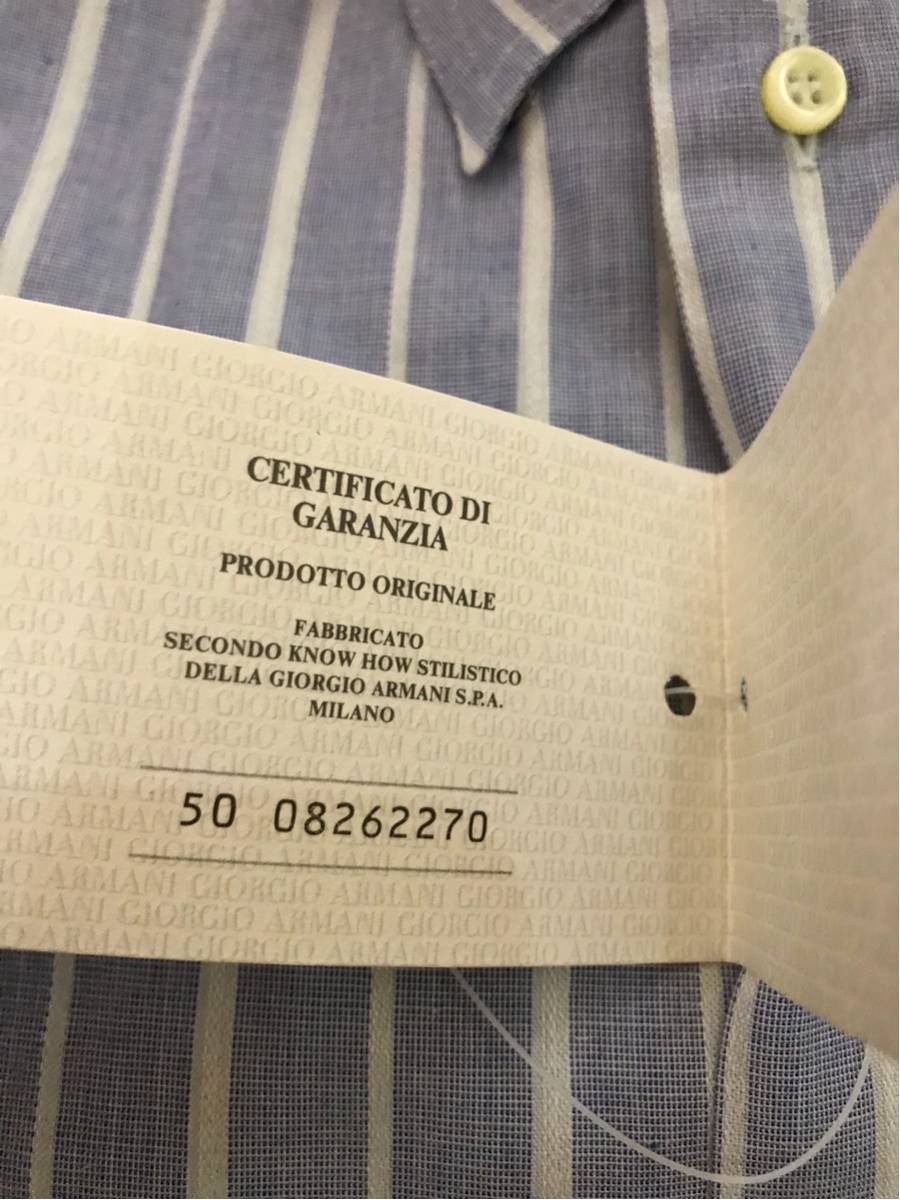 CERTIFICATO DI
GARANZIA
PRODOTTO ORIGINALE
FABBRICATO
SECONDO KNOW HOW STILISTICO
DELLA GIORGIO ARMANI S.P.A.
MILANO
50 08262270